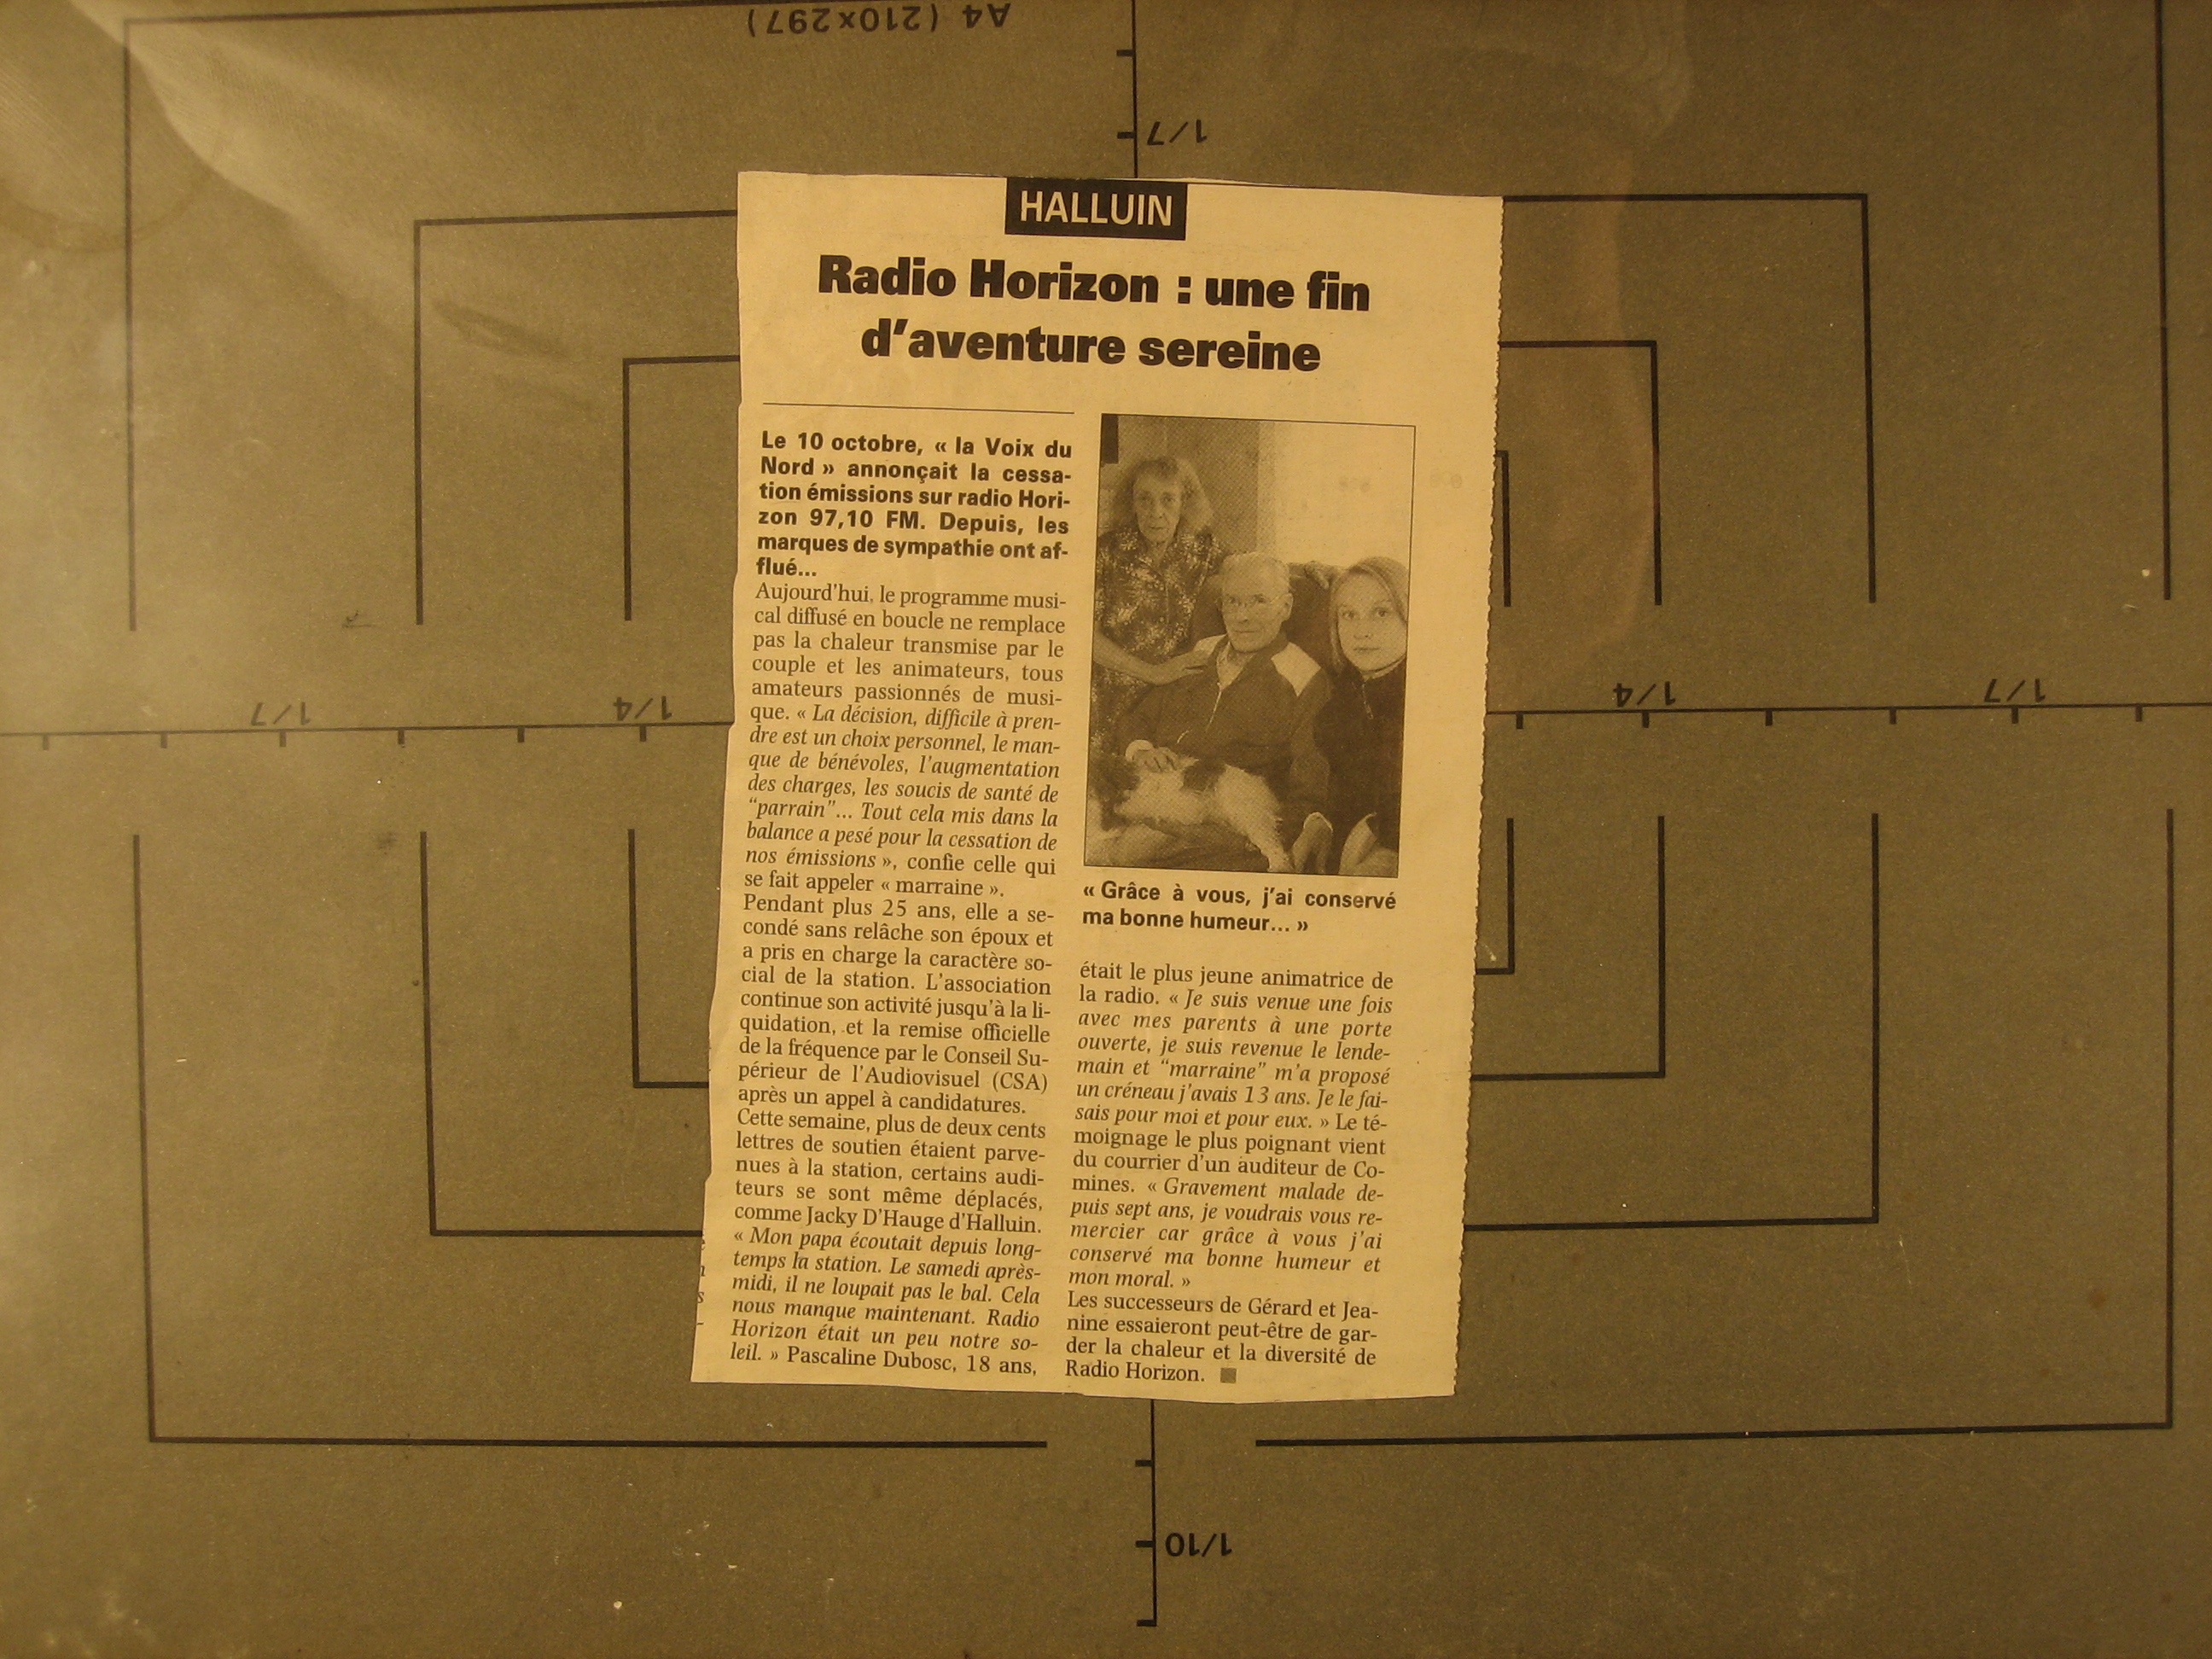 A4 (210×297)
1/7
HALLUIN
Radio Horizon : une fin
d'aventure sereine
Le 10 octobre, « la Voix du
Nord » annonçait la cessa-
tion émissions sur radio Hori-
zon 97,10 FM. Depuis, les
marques de sympathie ont af-
flué...
Aujourd'hui, le programme musi-
cal diffusé en boucle ne remplace
pas la chaleur transmise par le
couple et les animateurs, tous
amateurs passionnés de musi-
que. « La décision, difficile à pren-
dre est un choix personnel, le man-
que de bénévoles, l'augmentation
des charges, les soucis de santé de
"parrain"... Tout cela mis dans la
balance a pesé pour la cessation de
nos émissions », confie celle qui
se fait appeler « marraine ».
Pendant plus 25 ans, elle a se-
condé sans relâche son époux et
a pris en charge la caractère so-
cial de la station. L'association
continue son activité jusqu'à la li-
quidation, et la remise officielle
de la fréquence par le Conseil Su-
périeur de l'Audiovisuel (CSA)
après un appel à candidatures.
Cette semaine, plus de deux cents
lettres de soutien étaient parve-
nues à la station, certains audi-
teurs se sont même déplacés,
comme Jacky D'Hauge d'Halluin.
« Mon papa écoutait depuis long-
temps la station. Le samedi après-
midi, il ne loupait pas le bal. Cela
nous manque maintenant. Radio
Horizon était un peu notre so-
leil. » Pascaline Dubosc, 18 ans,
« Grâce à vous, j'ai conservé
ma bonne humeur... »
était le plus jeune animatrice de
la radio. « Je suis venue une fois
avec mes parents à une porte
ouverte, je suis revenue le lende-
main et "marraine" m'a proposé
un créneau j'avais 13 ans. Je le fai-
sais pour moi et pour eux. » Le té-
moignage le plus poignant vient
du courrier d'un auditeur de Co-
mines. « Gravement malade de-
puis sept ans, je voudrais vous re-
mercier car grâce à vous j'ai
conservé ma bonne humeur et
mon moral. »
Les successeurs de Gérard et Jea-
nine essaieront peut-être de gar-
der la chaleur et la diversité de
Radio Horizon.
1/7
1/4
1/4
1/7
1/10